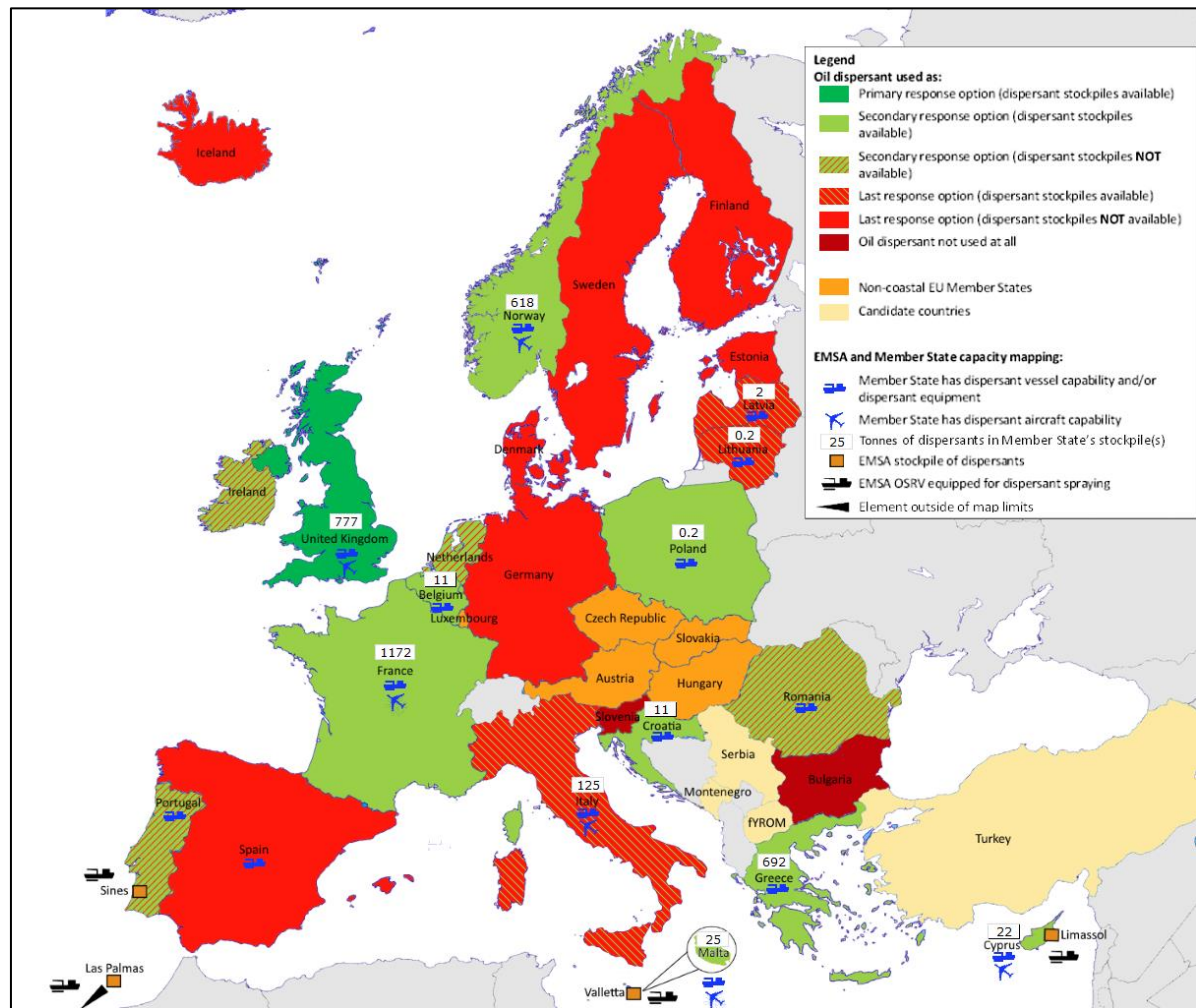 Legend
Oil dispersant used as:
Primary response option (dispersant stockpiles available)
Secondary response option (dispersant stockpiles
available)
Secondary response option (dispersant stockpiles NOT
available)
Last response option (dispersant stockpiles available)
Last response option (dispersant stockpiles NOT available)
Oil dispersant not used at all
Non-coastal EU Member States
Candidate countries
EMSA and Member State capacity mapping:
Member State has dispersant vessel capability and/or
dispersant equipment
Member State has dispersant aircraft capability
25 Tonnes of dispersants in Member State's stockpile(s)
EMSA stockpile of dispersants
EMSA OSRV equipped for dispersant spraying
Element outside of map limits
Iceland
Finland
Sweden
618
Norway
Estonia
2
Latvia
0.2
Lithuania
Denmark
Ireland
777
United Kingdom
Netherlands
11
Belgium
Luxembourg
Germany
0.2
Poland
Czech Republic
Slovakia
Austria
Hungary
1172
France
Slovenia
11
Croatia
Romania
Serbia
Montenegro
Bulgaria
fYROM
Turkey
125
Italy
Portugal
Spain
Sines
692
Greece
22
Cyprus
Limassol
25
Malta
Valletta
Las Palmas